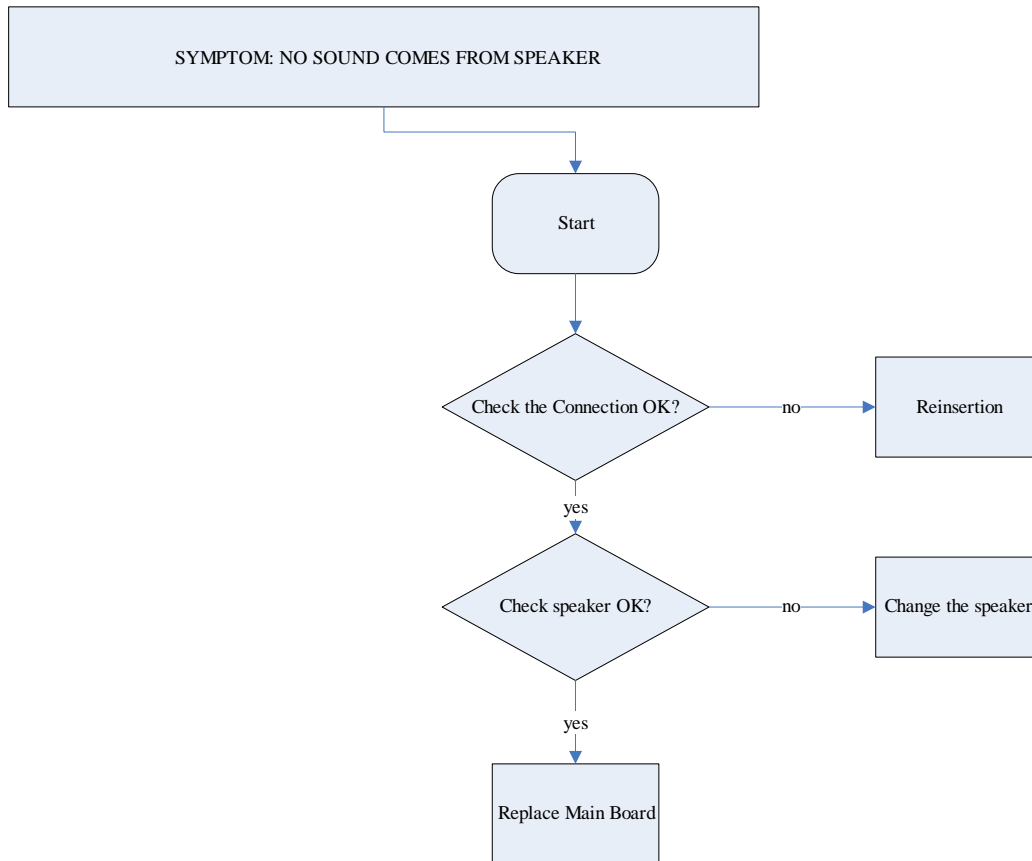 SYMPTOM: NO SOUND COMES FROM SPEAKER
Start
Check the Connection OK?
no
Reinsertion
yes
Check speaker OK?
no
Change the speaker
yes
Replace Main Board